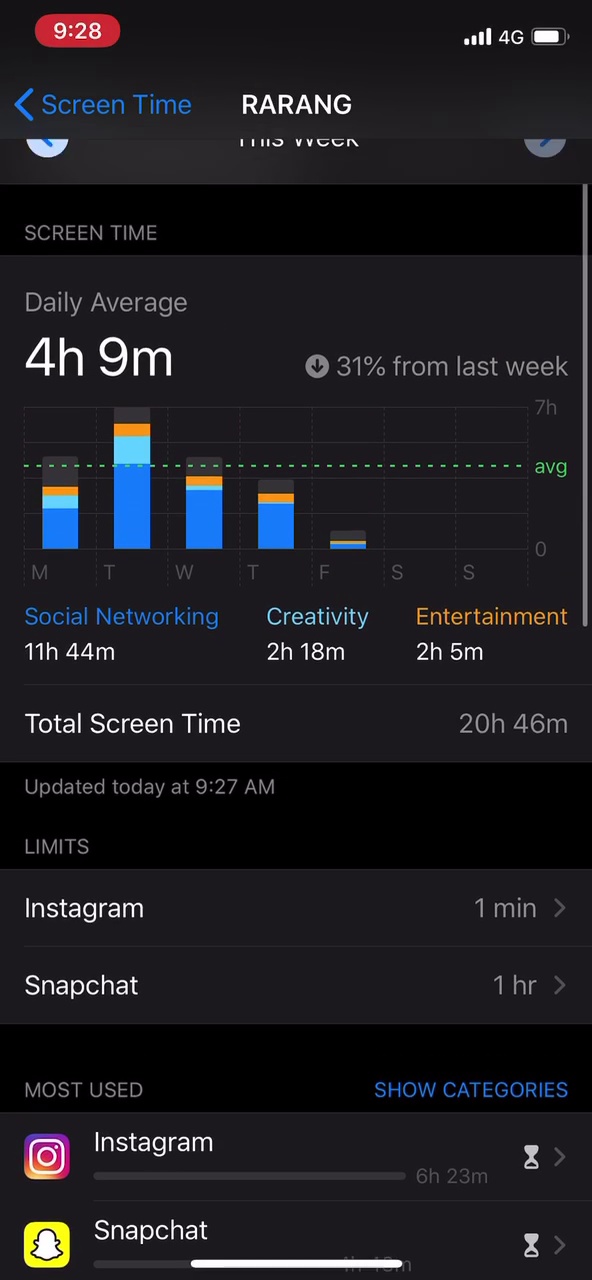 9:28
4G
Screen Time
RARANG
This Week
SCREEN TIME
Daily Average
4h 9m
31% from last week
7h
avg
0
M T W T F S S
Social Networking Creativity Entertainment
11h 44m 2h 18m 2h 5m
Total Screen Time 20h 46m
Updated today at 9:27 AM
LIMITS
Instagram 1 min
Snapchat 1 hr
MOST USED SHOW CATEGORIES
Instagram
6h 23m
Snapchat